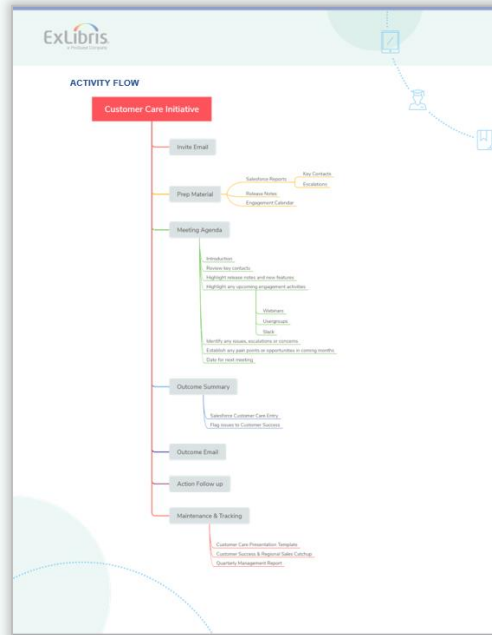 ExLibris
a ProQuest Company
ACTIVITY FLOW
Customer Care Initiative
Invite Email
Prep Material
Salesforce Reports
Key Contacts
Escalations
Release Notes
Engagement Calendar
Meeting Agenda
Introduction
Review key contacts
Highlight release notes and new features
Highlight any upcoming engagement activities
Webinars
Usergroups
Slack
Identify any issues, escalations or concerns
Establish any pain points or opportunities in coming months
Date for next meeting
Outcome Summary
Salesforce Customer Care Entry
Flag issues to Customer Success
Outcome Email
Action Follow up
Maintenance & Tracking
Customer Care Presentation Template
Customer Success & Regional Sales Catchup
Quarterly Management Report